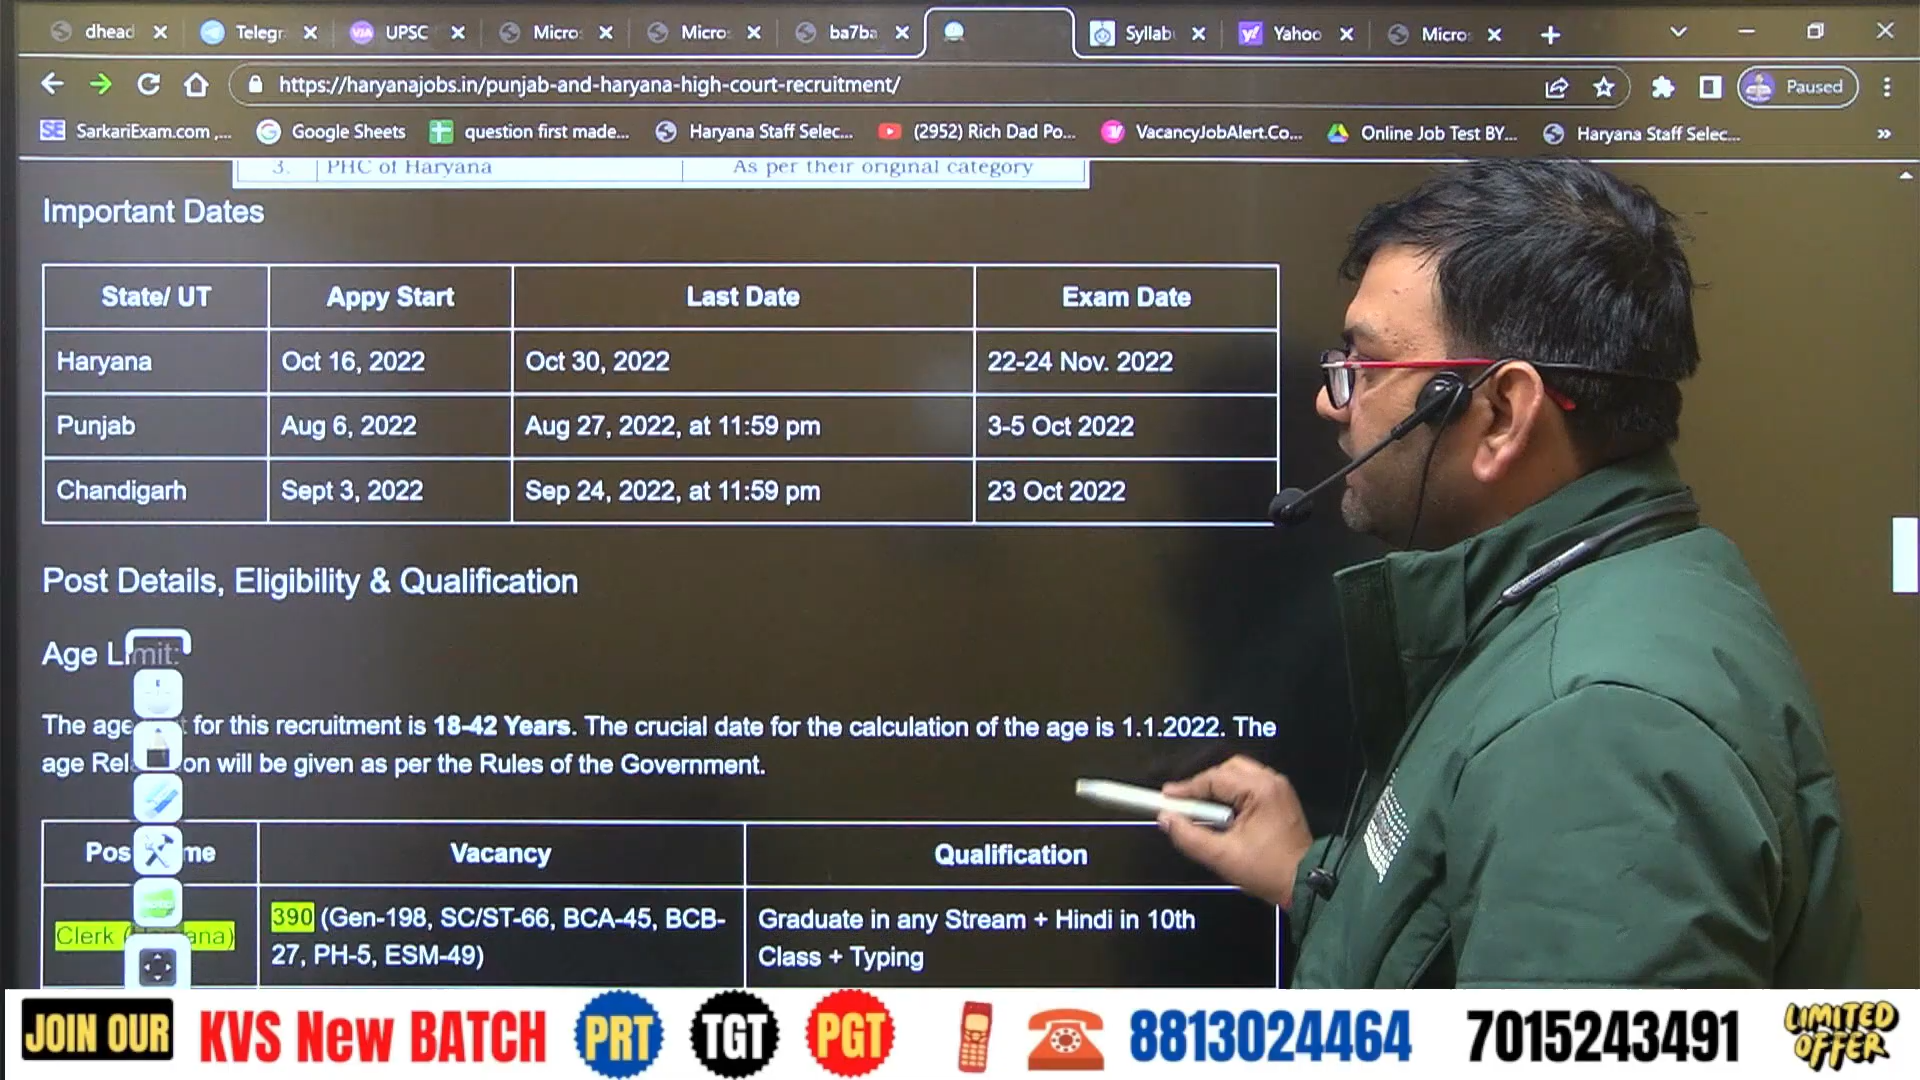 dhead
Telegr
UPSC
Micro
Micro
ba7ba
Syllab
Yahoo
Micro
https://haryanajobs.in/punjab-and-haryana-high-court-recruitment/
Paused
SarkariExam.com ,...
Google Sheets
question first made...
Haryana Staff Selec...
(2952) Rich Dad Po...
VacancyJobAlert.Co...
Online Job Test BY...
Haryana Staff Selec...
3. PHC of Haryana As per their original category
Important Dates
State/ UT Appy Start Last Date Exam Date
Haryana Oct 16, 2022 Oct 30, 2022 22-24 Nov. 2022
Punjab Aug 6, 2022 Aug 27, 2022, at 11:59 pm 3-5 Oct 2022
Chandigarh Sept 3, 2022 Sep 24, 2022, at 11:59 pm 23 Oct 2022
Post Details, Eligibility & Qualification
Age Limit:
The age for this recruitment is 18-42 Years. The crucial date for the calculation of the age is 1.1.2022. The
age Rel on will be given as per the Rules of the Government.
Pos me Vacancy Qualification
Clerk ( ana) 390 (Gen-198, SC/ST-66, BCA-45, BCB-
27, PH-5, ESM-49)
Graduate in any Stream + Hindi in 10th
Class + Typing
JOIN OUR KVS New BATCH PRT TGT PGT 8813024464 7015243491 LIMITED
OFFER